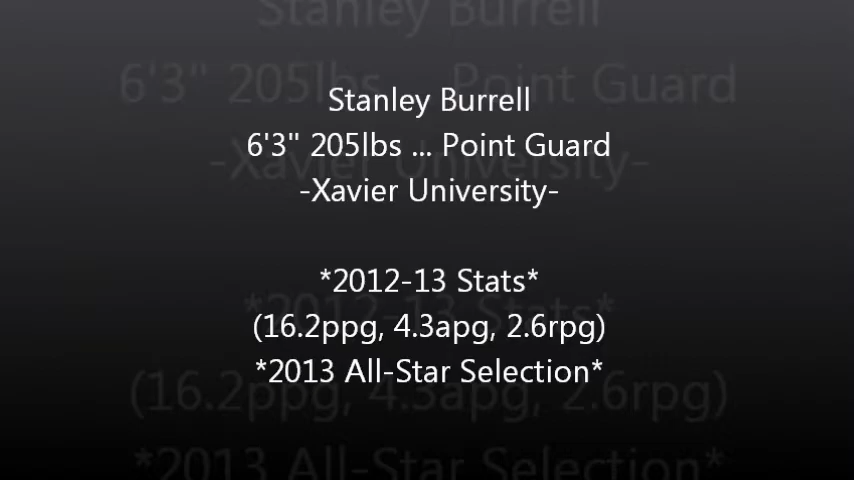 Stanley Burrell
6'3" 205lbs ... Point Guard
-Xavier University-
*2012-13 Stats*
(16.2ppg, 4.3apg, 2.6rpg)
*2013 All-Star Selection*